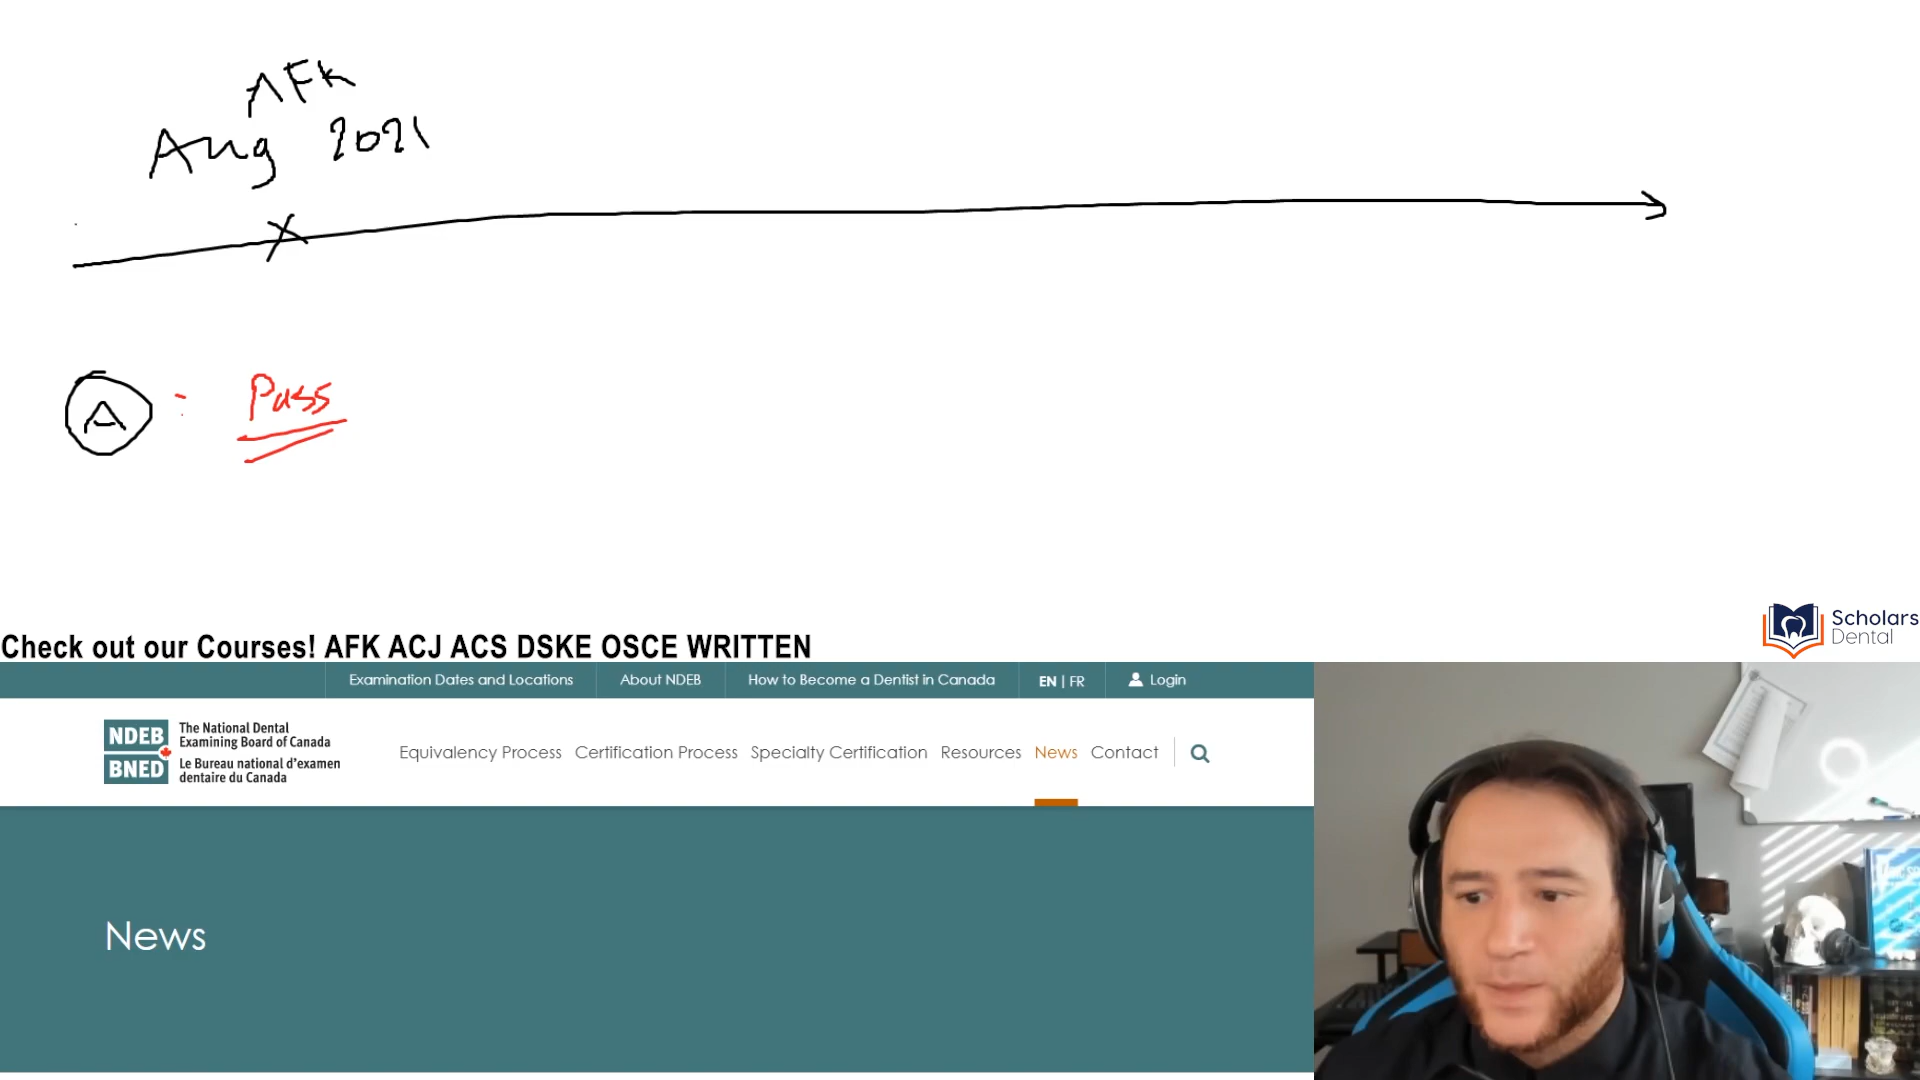 AFK
Aug 2021
A : Pass
Check out our Courses! AFK ACJ ACS DSKE OSCE WRITTEN
Scholars
Dental
Examination Dates and Locations About NDEB How to Become a Dentist in Canada EN | FR Login
NDEB
BNED
The National Dental
Examining Board of Canada
Le Bureau national d'examen
dentaire du Canada
Equivalency Process Certification Process Specialty Certification Resources News Contact
News